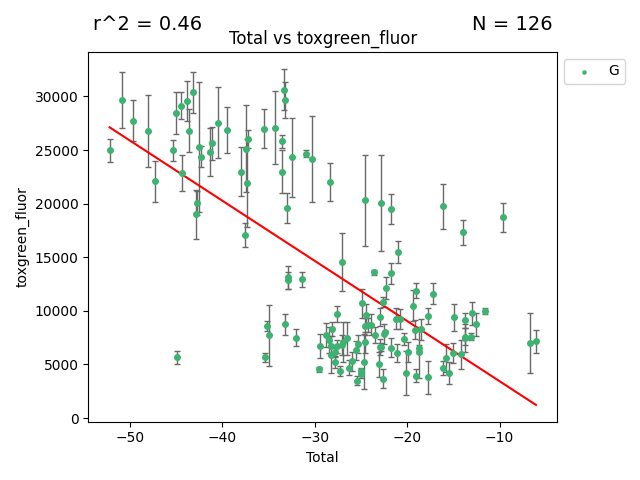 r^2 = 0.46
N = 126
Total vs toxgreen_fluor
G
30000
25000
20000
15000
10000
5000
0
toxgreen_fluor
−50
−40
−30
−20
−10
Total